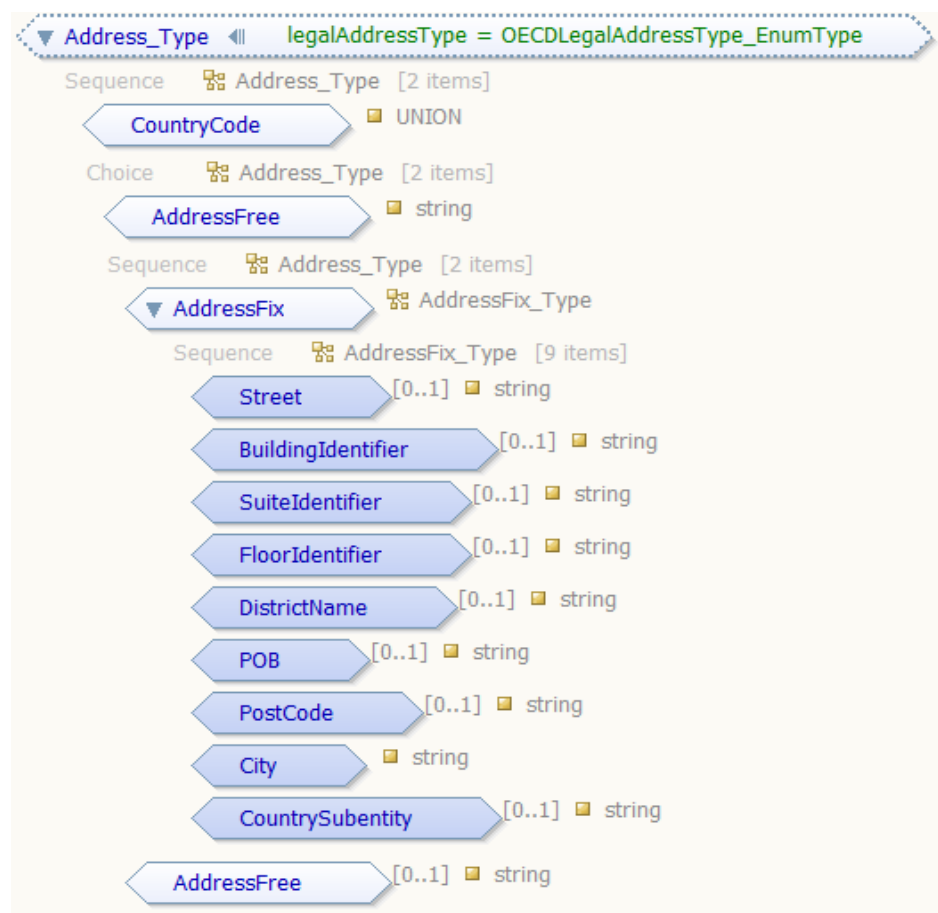 Address_Type legalAddressType = OECDLegalAddressType_EnumType
Sequence Address_Type [2 items]
CountryCode UNION
Choice Address_Type [2 items]
AddressFree string
Sequence Address_Type [2 items]
AddressFix AddressFix_Type
Sequence AddressFix_Type [9 items]
Street [0..1] string
BuildingIdentifier [0..1] string
SuiteIdentifier [0..1] string
FloorIdentifier [0..1] string
DistrictName [0..1] string
POB [0..1] string
PostCode [0..1] string
City string
CountrySubentity [0..1] string
AddressFree [0..1] string